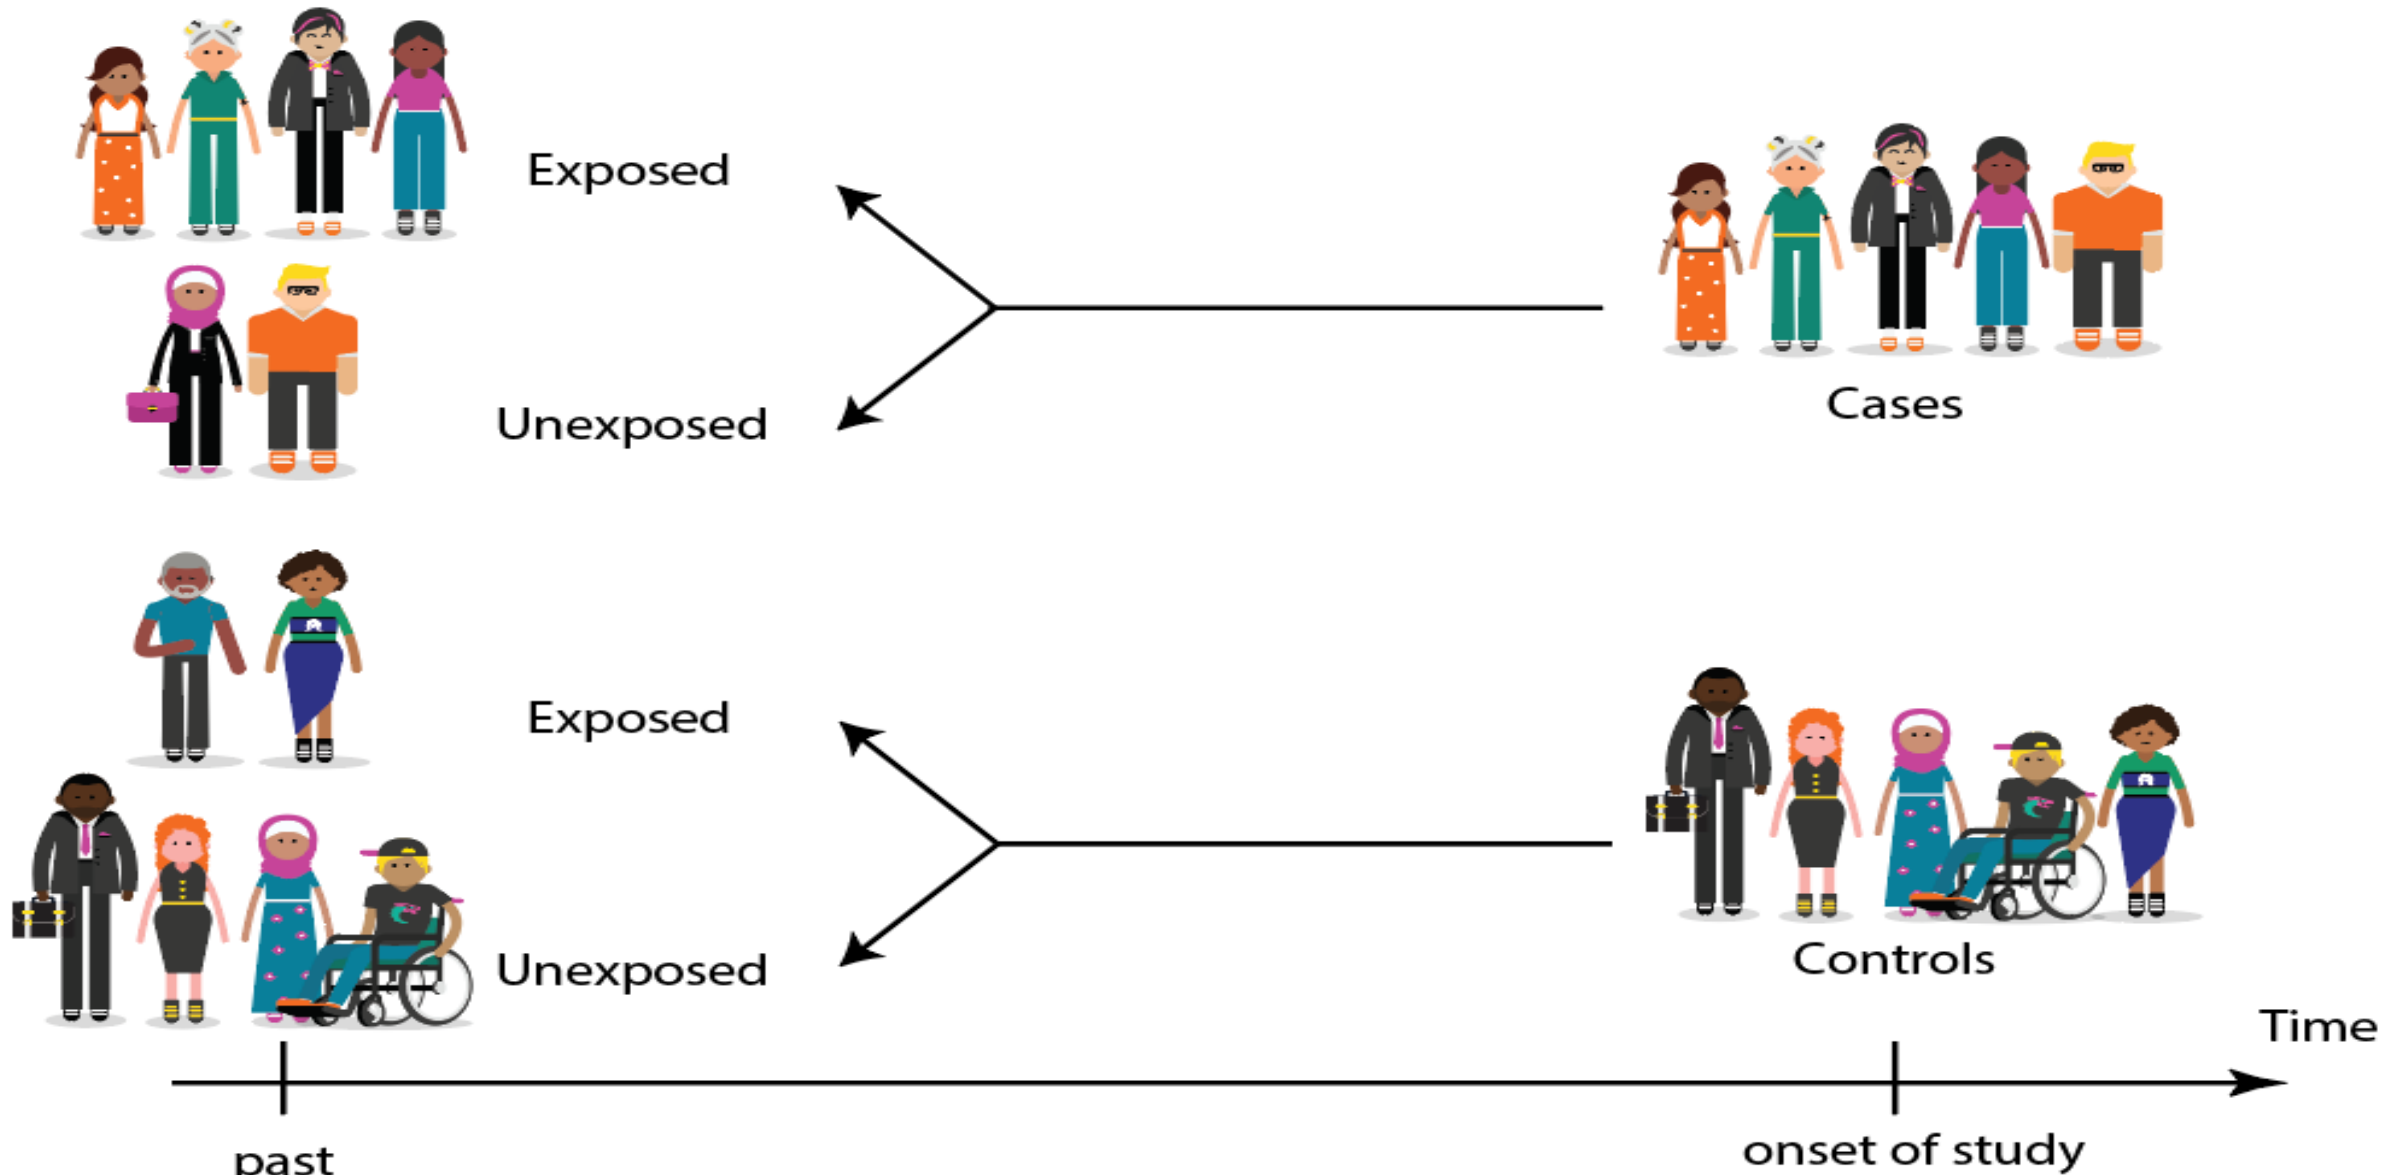 Exposed
Unexposed
Cases
Exposed
Unexposed
Controls
Time
past
onset of study